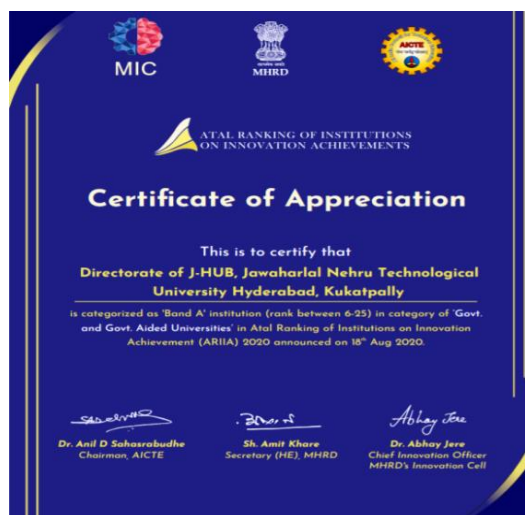 MIC
MHRD
AICTE
ATAL RANKING OF INSTITUTIONS
ON INNOVATION ACHIEVEMENTS
Certificate of Appreciation
This is to certify that
Directorate of J-HUB, Jawaharlal Nehru Technological
University Hyderabad, Kukatpally
is categorized as 'Band A' institution (rank between 6-25) in category of 'Govt.
and Govt. Aided Universities' in Atal Ranking of Institutions on Innovation
Achievement (ARIIA) 2020 announced on 18th Aug 2020.
Abhay Jere
Dr. Anil D Sahasrabudhe
Chairman, AICTE
Sh. Amit Khare
Secretary (HE), MHRD
Dr. Abhay Jere
Chief Innovation Officer
MHRD's Innovation Cell